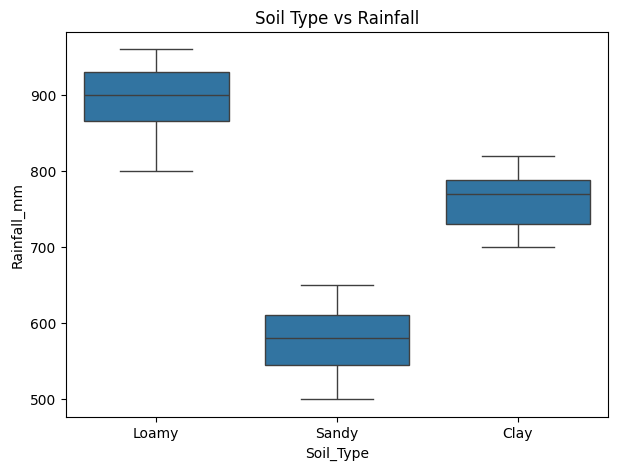 Soil Type vs Rainfall
Rainfall_mm
900
800
700
600
500
Loamy
Sandy
Clay
Soil_Type